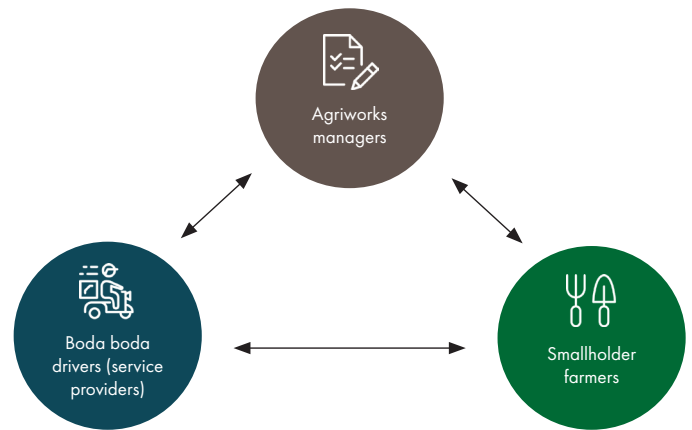 Agriworks
managers
Boda boda
drivers (service
providers)
Smallholder
farmers